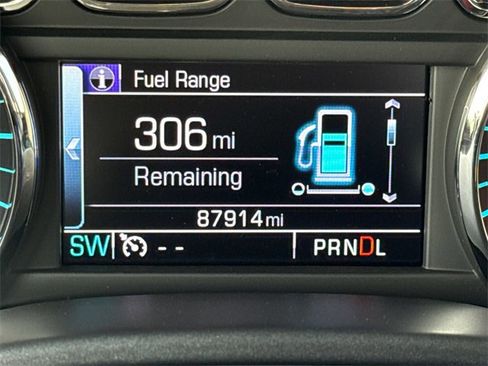 Fuel Range
306 mi
Remaining
87914 mi
SW -- PRNDL